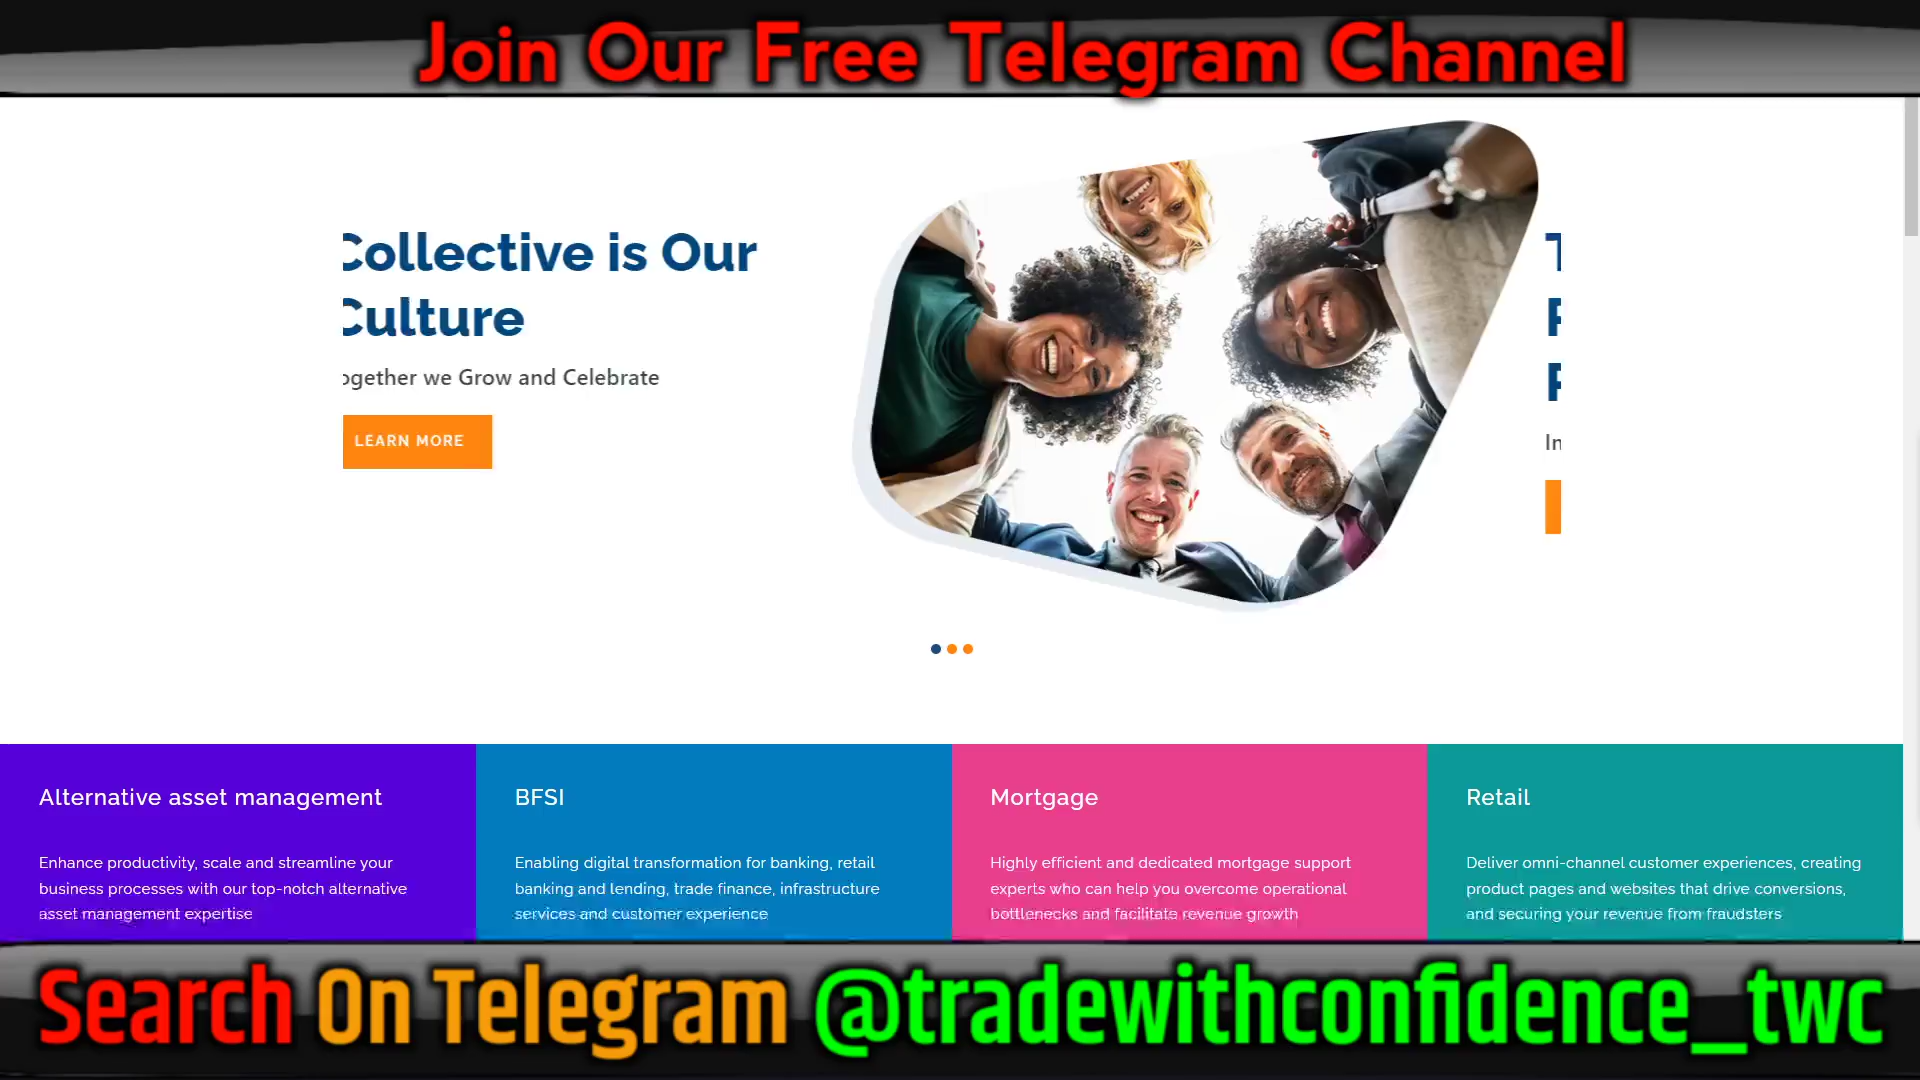 Join Our Free Telegram Channel
Collective is Our
Culture
ogether we Grow and Celebrate
LEARN MORE
In
Alternative asset management
Enhance productivity, scale and streamline your
business processes with our top-notch alternative
asset management expertise
BFSI
Enabling digital transformation for banking, retail
banking and lending, trade finance, infrastructure
services and customer experience
Mortgage
Highly efficient and dedicated mortgage support
experts who can help you overcome operational
bottlenecks and facilitate revenue growth
Retail
Deliver omni-channel customer experiences, creating
product pages and websites that drive conversions,
and securing your revenue from fraudsters
Search On Telegram @tradewithconfidence_twc